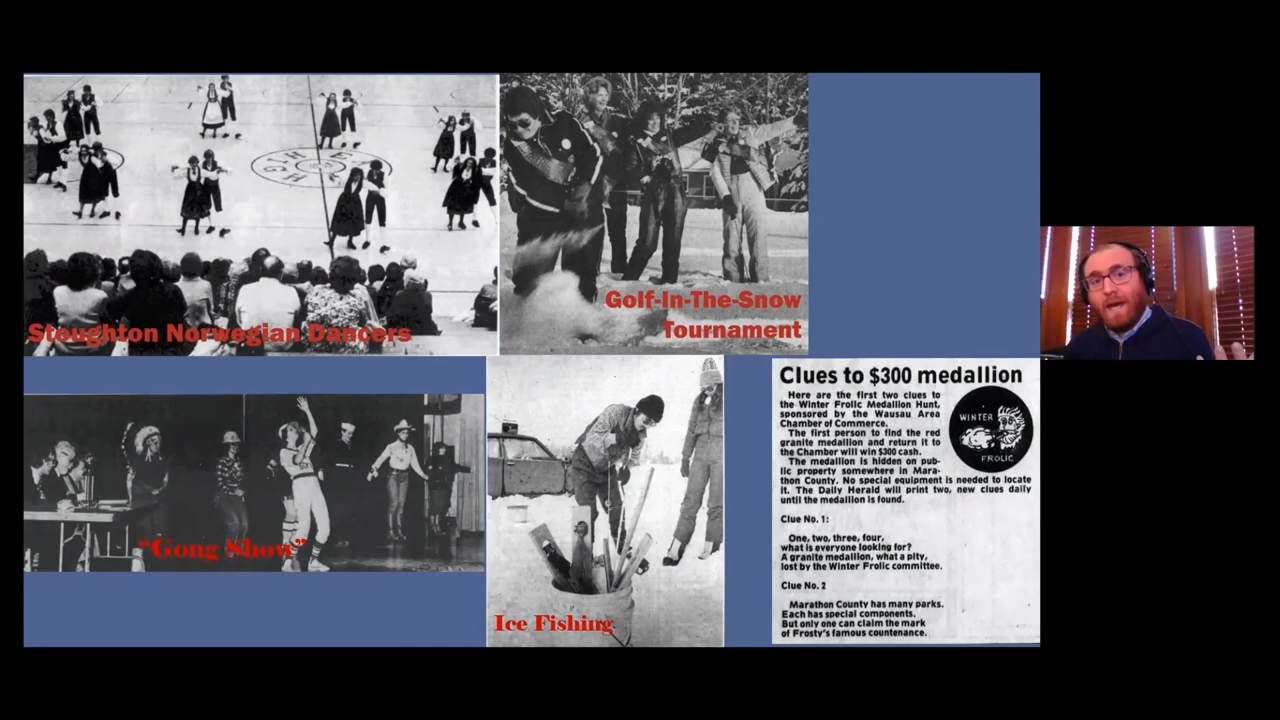 Stoughton Norwegian Dancers
Golf-In-The-Snow
Tournament
"Gong Show"
Ice Fishing
Clues to $300 medallion
Here are the first two clues to
the Winter Frolic Medallion Hunt,
sponsored by the Wausau Area
Chamber of Commerce.
The first person to find the red
granite medallion and return it to
the Chamber will win $300 cash.
The medallion is hidden on pub-
lic property somewhere in Mara-
thon County. No special equipment is needed to locate
it. The Daily Herald will print two, new clues daily
until the medallion is found.
WINTER
FROLIC
Clue No. 1:
One, two, three, four,
what is everyone looking for?
A granite medallion, what a pity,
lost by the Winter Frolic committee.
Clue No. 2
Marathon County has many parks.
Each has special components.
But only one can claim the mark
of Frosty's famous countenance.